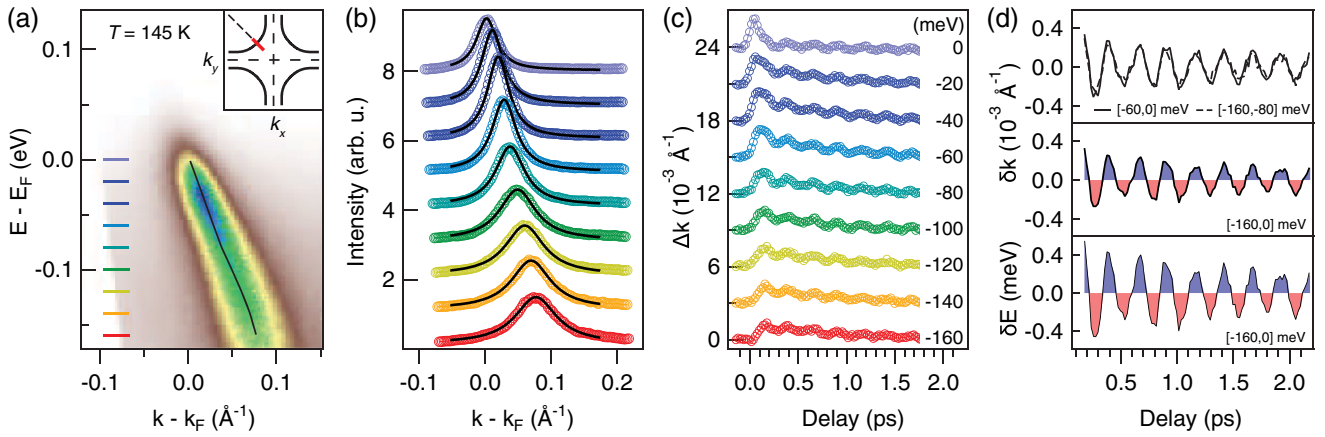 (a)
T = 145 K
k_y
k_x
0.1
0.0
-0.1
E - E_F (eV)
-0.1
0.0
0.1
k - k_F (Å⁻¹)
(b)
8
6
4
2
Intensity (arb. u.)
-0.1
0.0
0.1
0.2
k - k_F (Å⁻¹)
(c)
(meV)
24
18
12
6
0
Δk (10⁻³ Å⁻¹)
0
-20
-40
-60
-80
-100
-120
-140
-160
0.0
1.0
2.0
Delay (ps)
(d)
0.4
0.0
-0.4
[-60,0] meV
[-160,-80] meV
0.4
0.0
-0.4
δk (10⁻³ Å⁻¹)
[-160,0] meV
0.4
0.0
-0.4
δE (meV)
[-160,0] meV
0.5
1.0
1.5
2.0
Delay (ps)